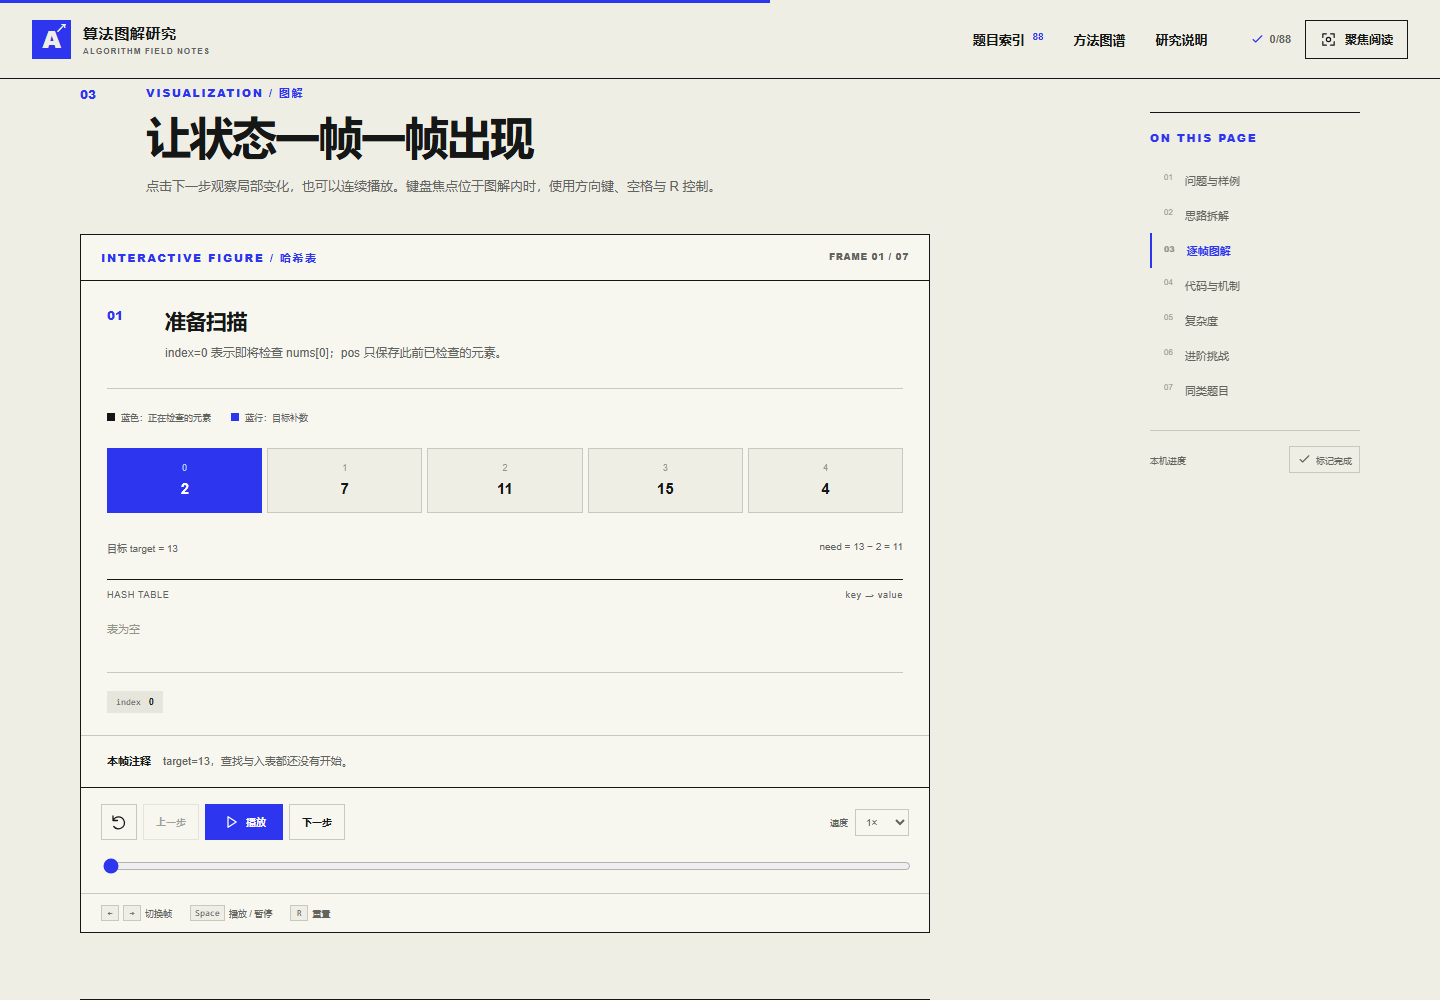 算法图解研究
ALGORITHM FIELD NOTES
题目索引 88
方法图谱
研究说明
0/88
聚焦阅读
03
VISUALIZATION / 图解
让状态一帧一帧出现
点击下一步观察局部变化，也可以连续播放。键盘焦点位于图解内时，使用方向键、空格与 R 控制。
INTERACTIVE FIGURE / 哈希表
FRAME 01 / 07
01
准备扫描
index=0 表示即将检查 nums[0]；pos 只保存此前已检查的元素。
蓝色：正在检查的元素
蓝行：目标补数
0
2
1
7
2
11
3
15
4
4
目标 target = 13
need = 13 − 2 = 11
HASH TABLE
key → value
表为空
index 0
本帧注释 target=13，查找与入表都还没有开始。
上一步
播放
下一步
速度
1×
← → 切换帧
Space 播放 / 暂停
R 重置
ON THIS PAGE
01 问题与样例
02 思路拆解
03 逐帧图解
04 代码与机制
05 复杂度
06 进阶挑战
07 同类题目
本机进度
标记完成